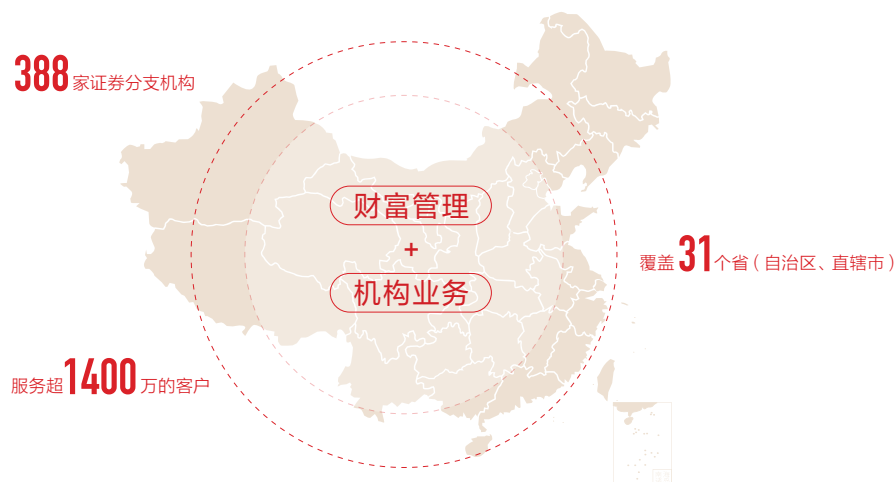 388家证券分支机构
财富管理
+
覆盖31个省（自治区、直辖市）
机构业务
服务超1400万的客户